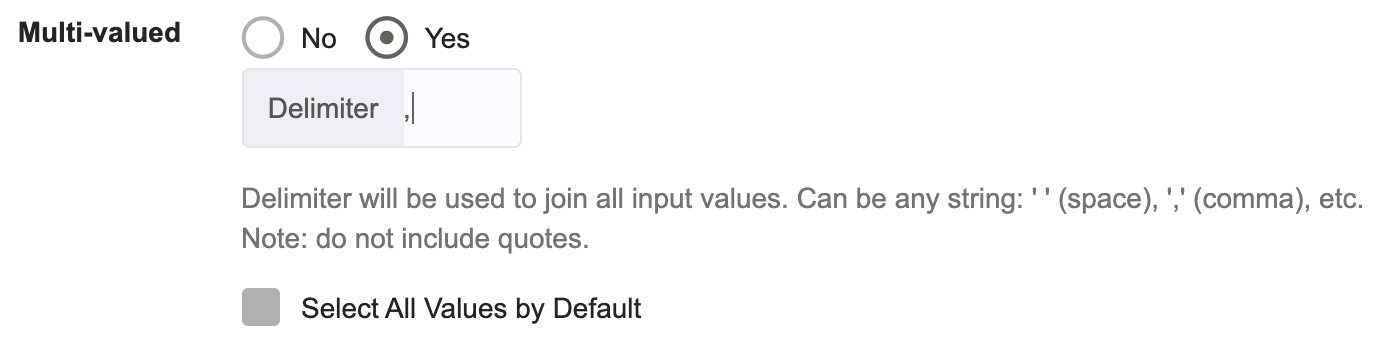 Multi-valued No Yes
Delimiter ,
Delimiter will be used to join all input values. Can be any string: ' ' (space), ',' (comma), etc.
Note: do not include quotes.
Select All Values by Default